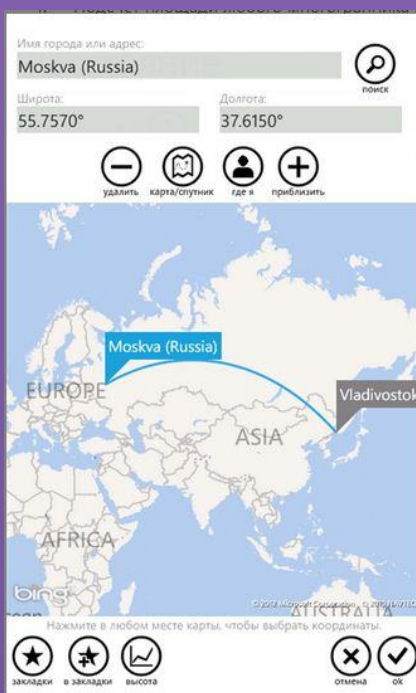 Имя города или адрес:
Moskva (Russia)
поиск
Широта:
Долгота:
55.7570°
37.6150°
удалить
карта/спутник
где я
приблизить
Moskva (Russia)
Vladivostok
EUROPE
ASIA
AFRICA
AUSTRALIA
bing
Нажмите в любом месте карты, чтобы выбрать координаты.
закладки
в закладки
высота
отмена
ok